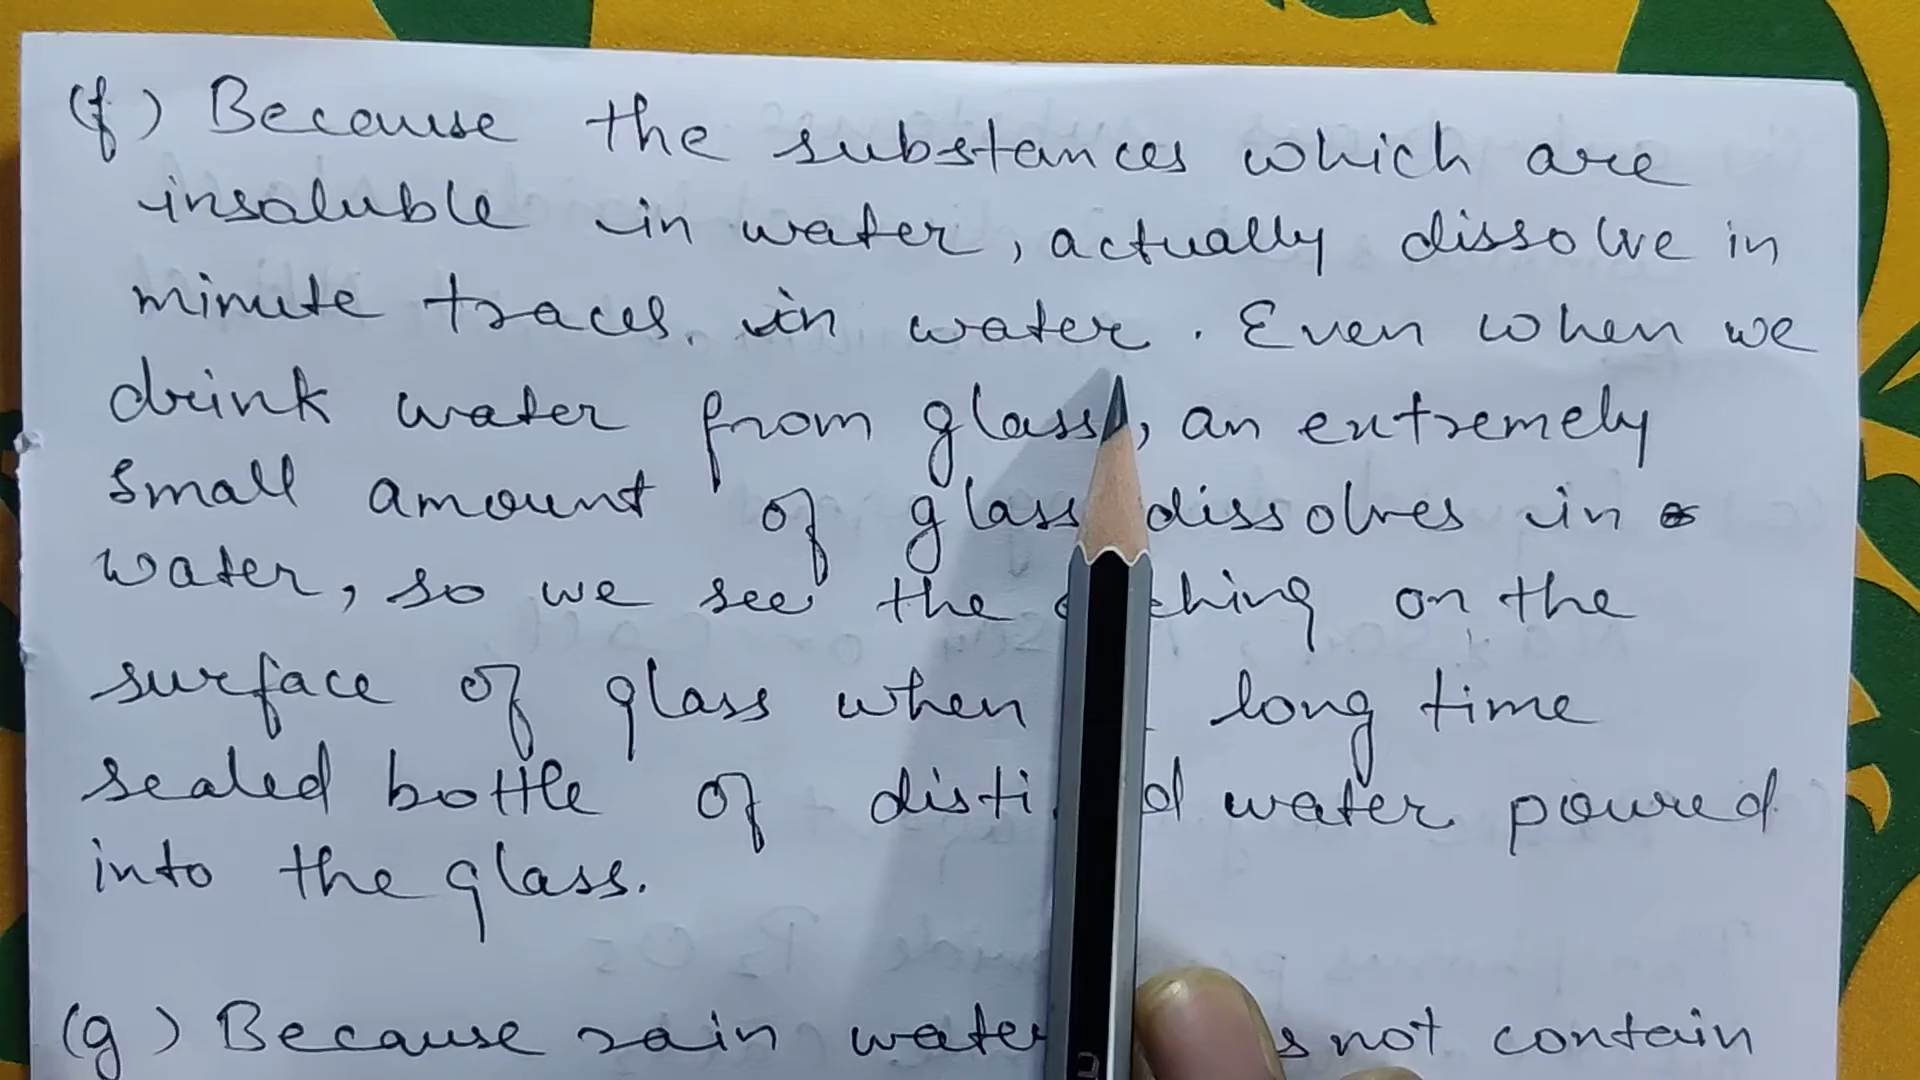 (f) Because the substances which are
insoluble in water, actually dissolve in
minute traces in water. Even when we
drink water from glass, an extremely
small amount of glass dissolves in
water, so we see the on the
surface of glass when long time
sealed bottle of water poured
into the glass.
(g) Because rain water not contain